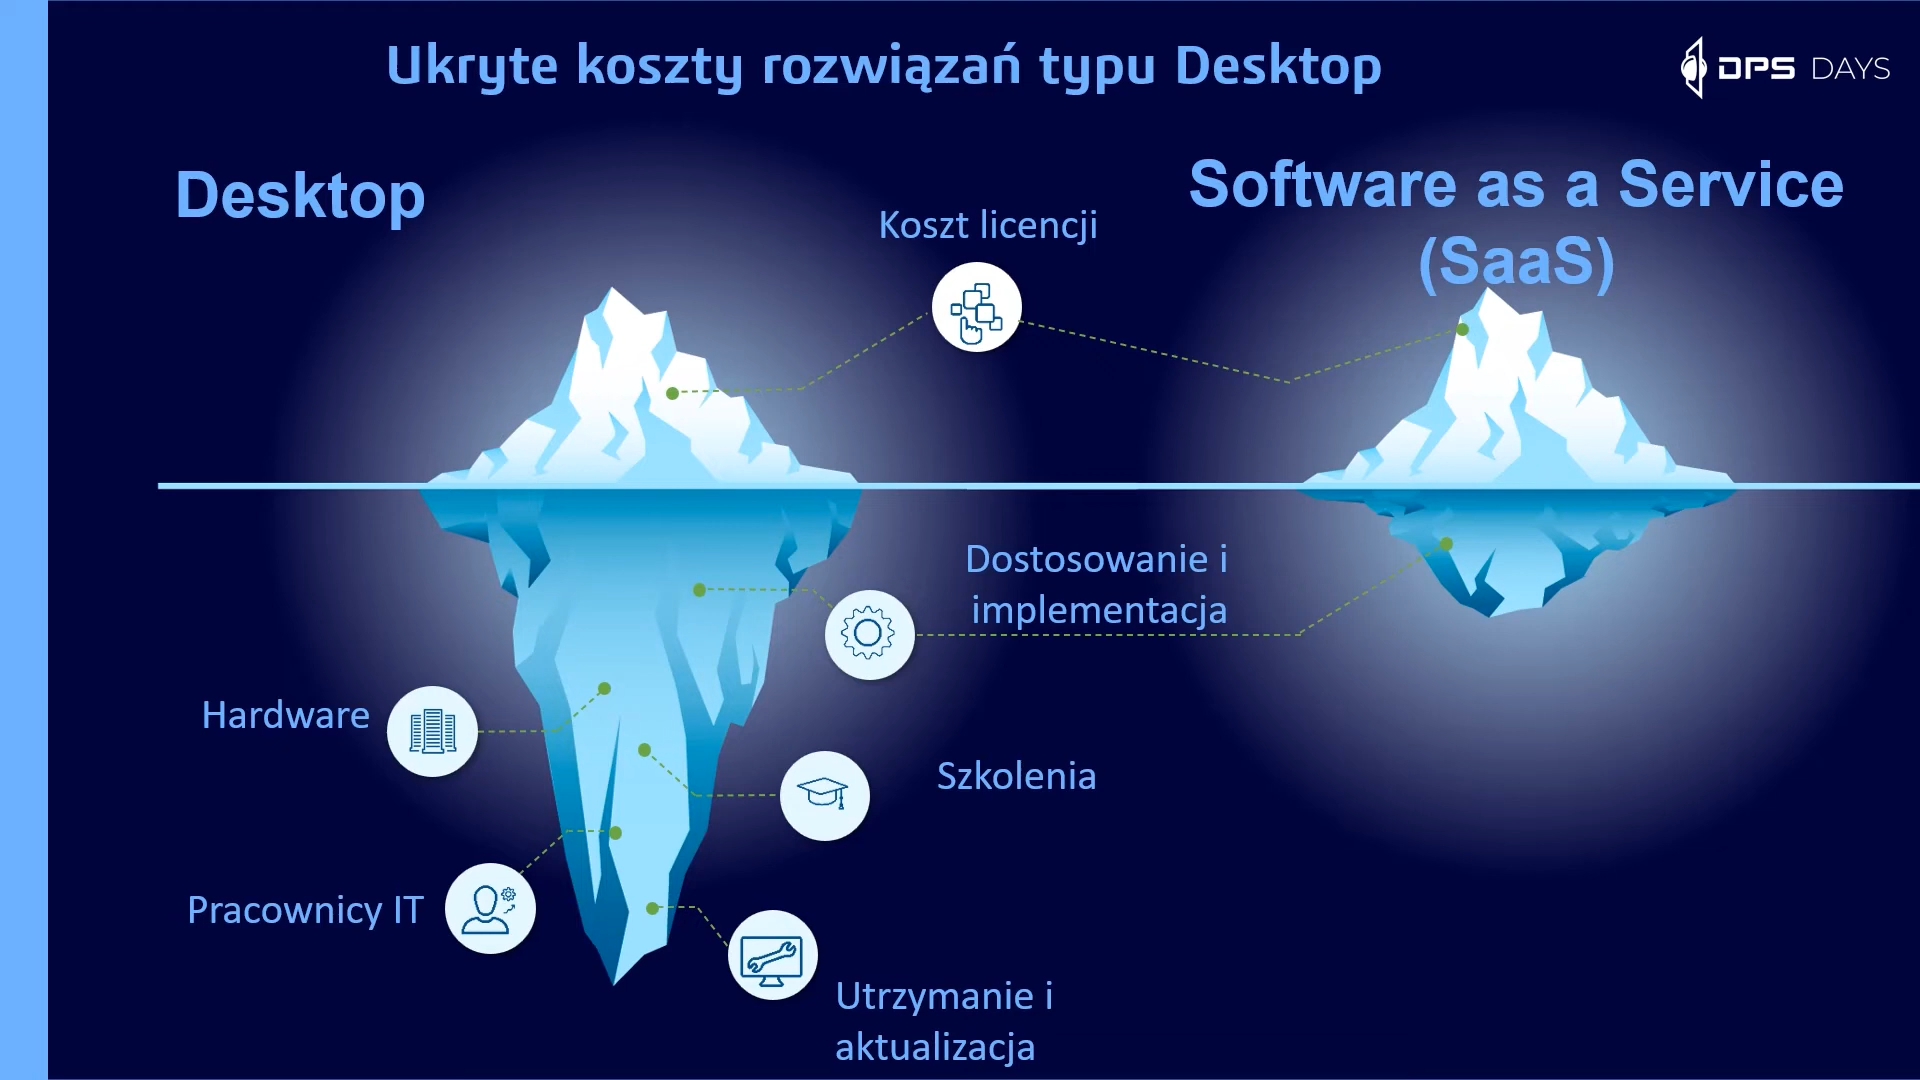 Ukryte koszty rozwiązań typu Desktop
DPS DAYS
Desktop
Software as a Service
(SaaS)
Koszt licencji
Dostosowanie i
implementacja
Hardware
Szkolenia
Pracownicy IT
Utrzymanie i
aktualizacja